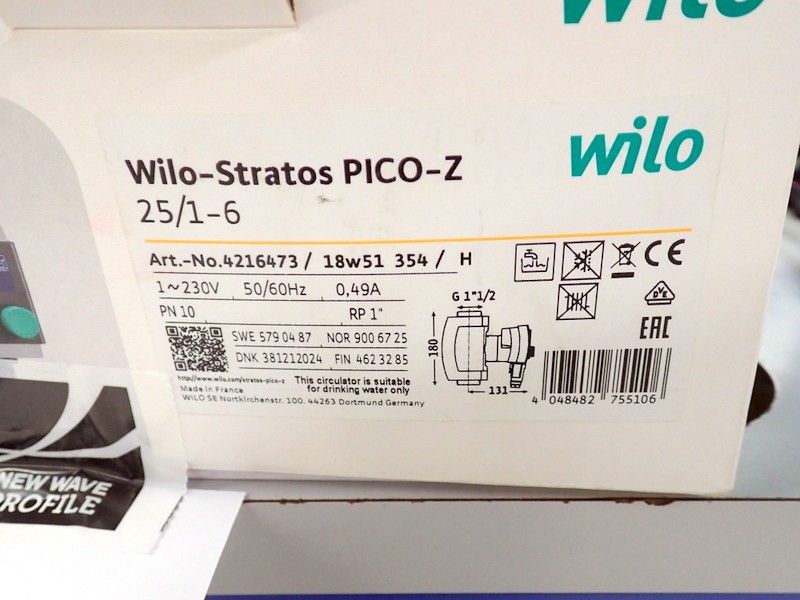 wilo
wilo
Wilo-Stratos PICO-Z
25/1-6
Art.-No.4216473 / 18w51 354 / H
1~230V 50/60Hz 0,49A
PN 10 RP 1"
SWE 579 04 87 NOR 900 67 25
DNK 381212024 FIN 462 32 85
http://www.wilo.com/stratos-pico-z
This circulator is suitable
for drinking water only
Made in France
WILO SE Nortkirchenstr. 100, 44263 Dortmund Germany
G 1"1/2
180
131
CE
DVE
EAC
4 048482 755106
NEW WAVE
PROFILE